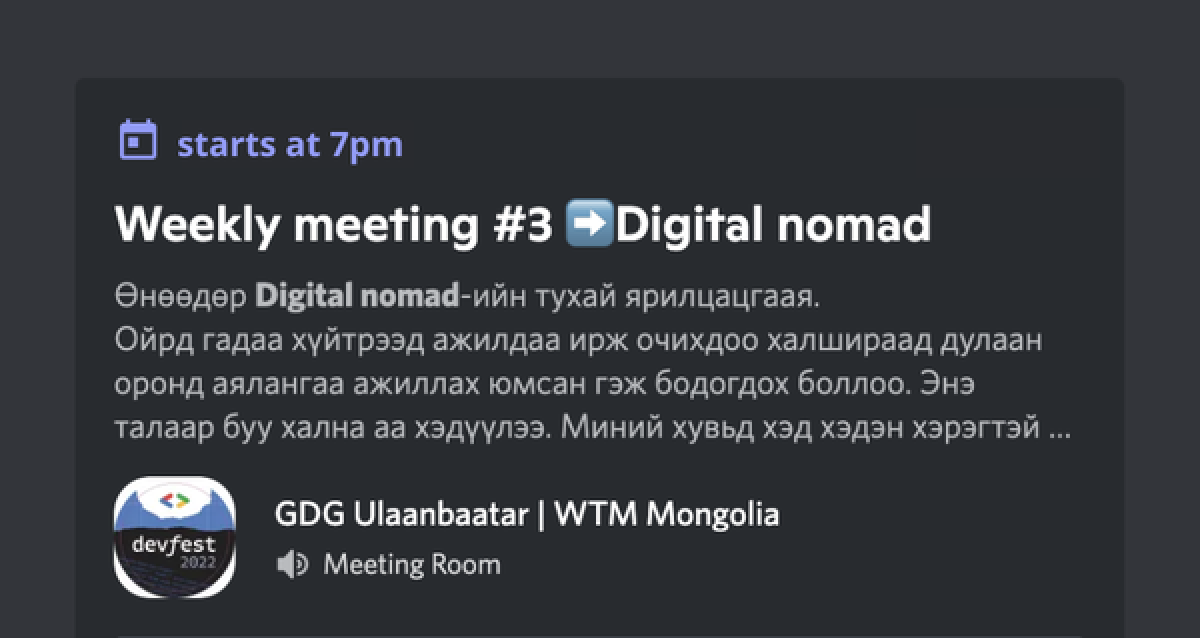 starts at 7pm
Weekly meeting #3 ➡️Digital nomad
Өнөөдөр Digital nomad-ийн тухай ярилцацгаая.
Ойрд гадаа хүйтрээд ажилдаа ирж очихдоо халшираад дулаан
оронд аялангаа ажиллах юмсан гэж бодогдох боллоо. Энэ
талаар буу хална аа хэдүүлээ. Миний хувьд хэд хэдэн хэрэгтэй ...
devfest
2022
GDG Ulaanbaatar | WTM Mongolia
Meeting Room